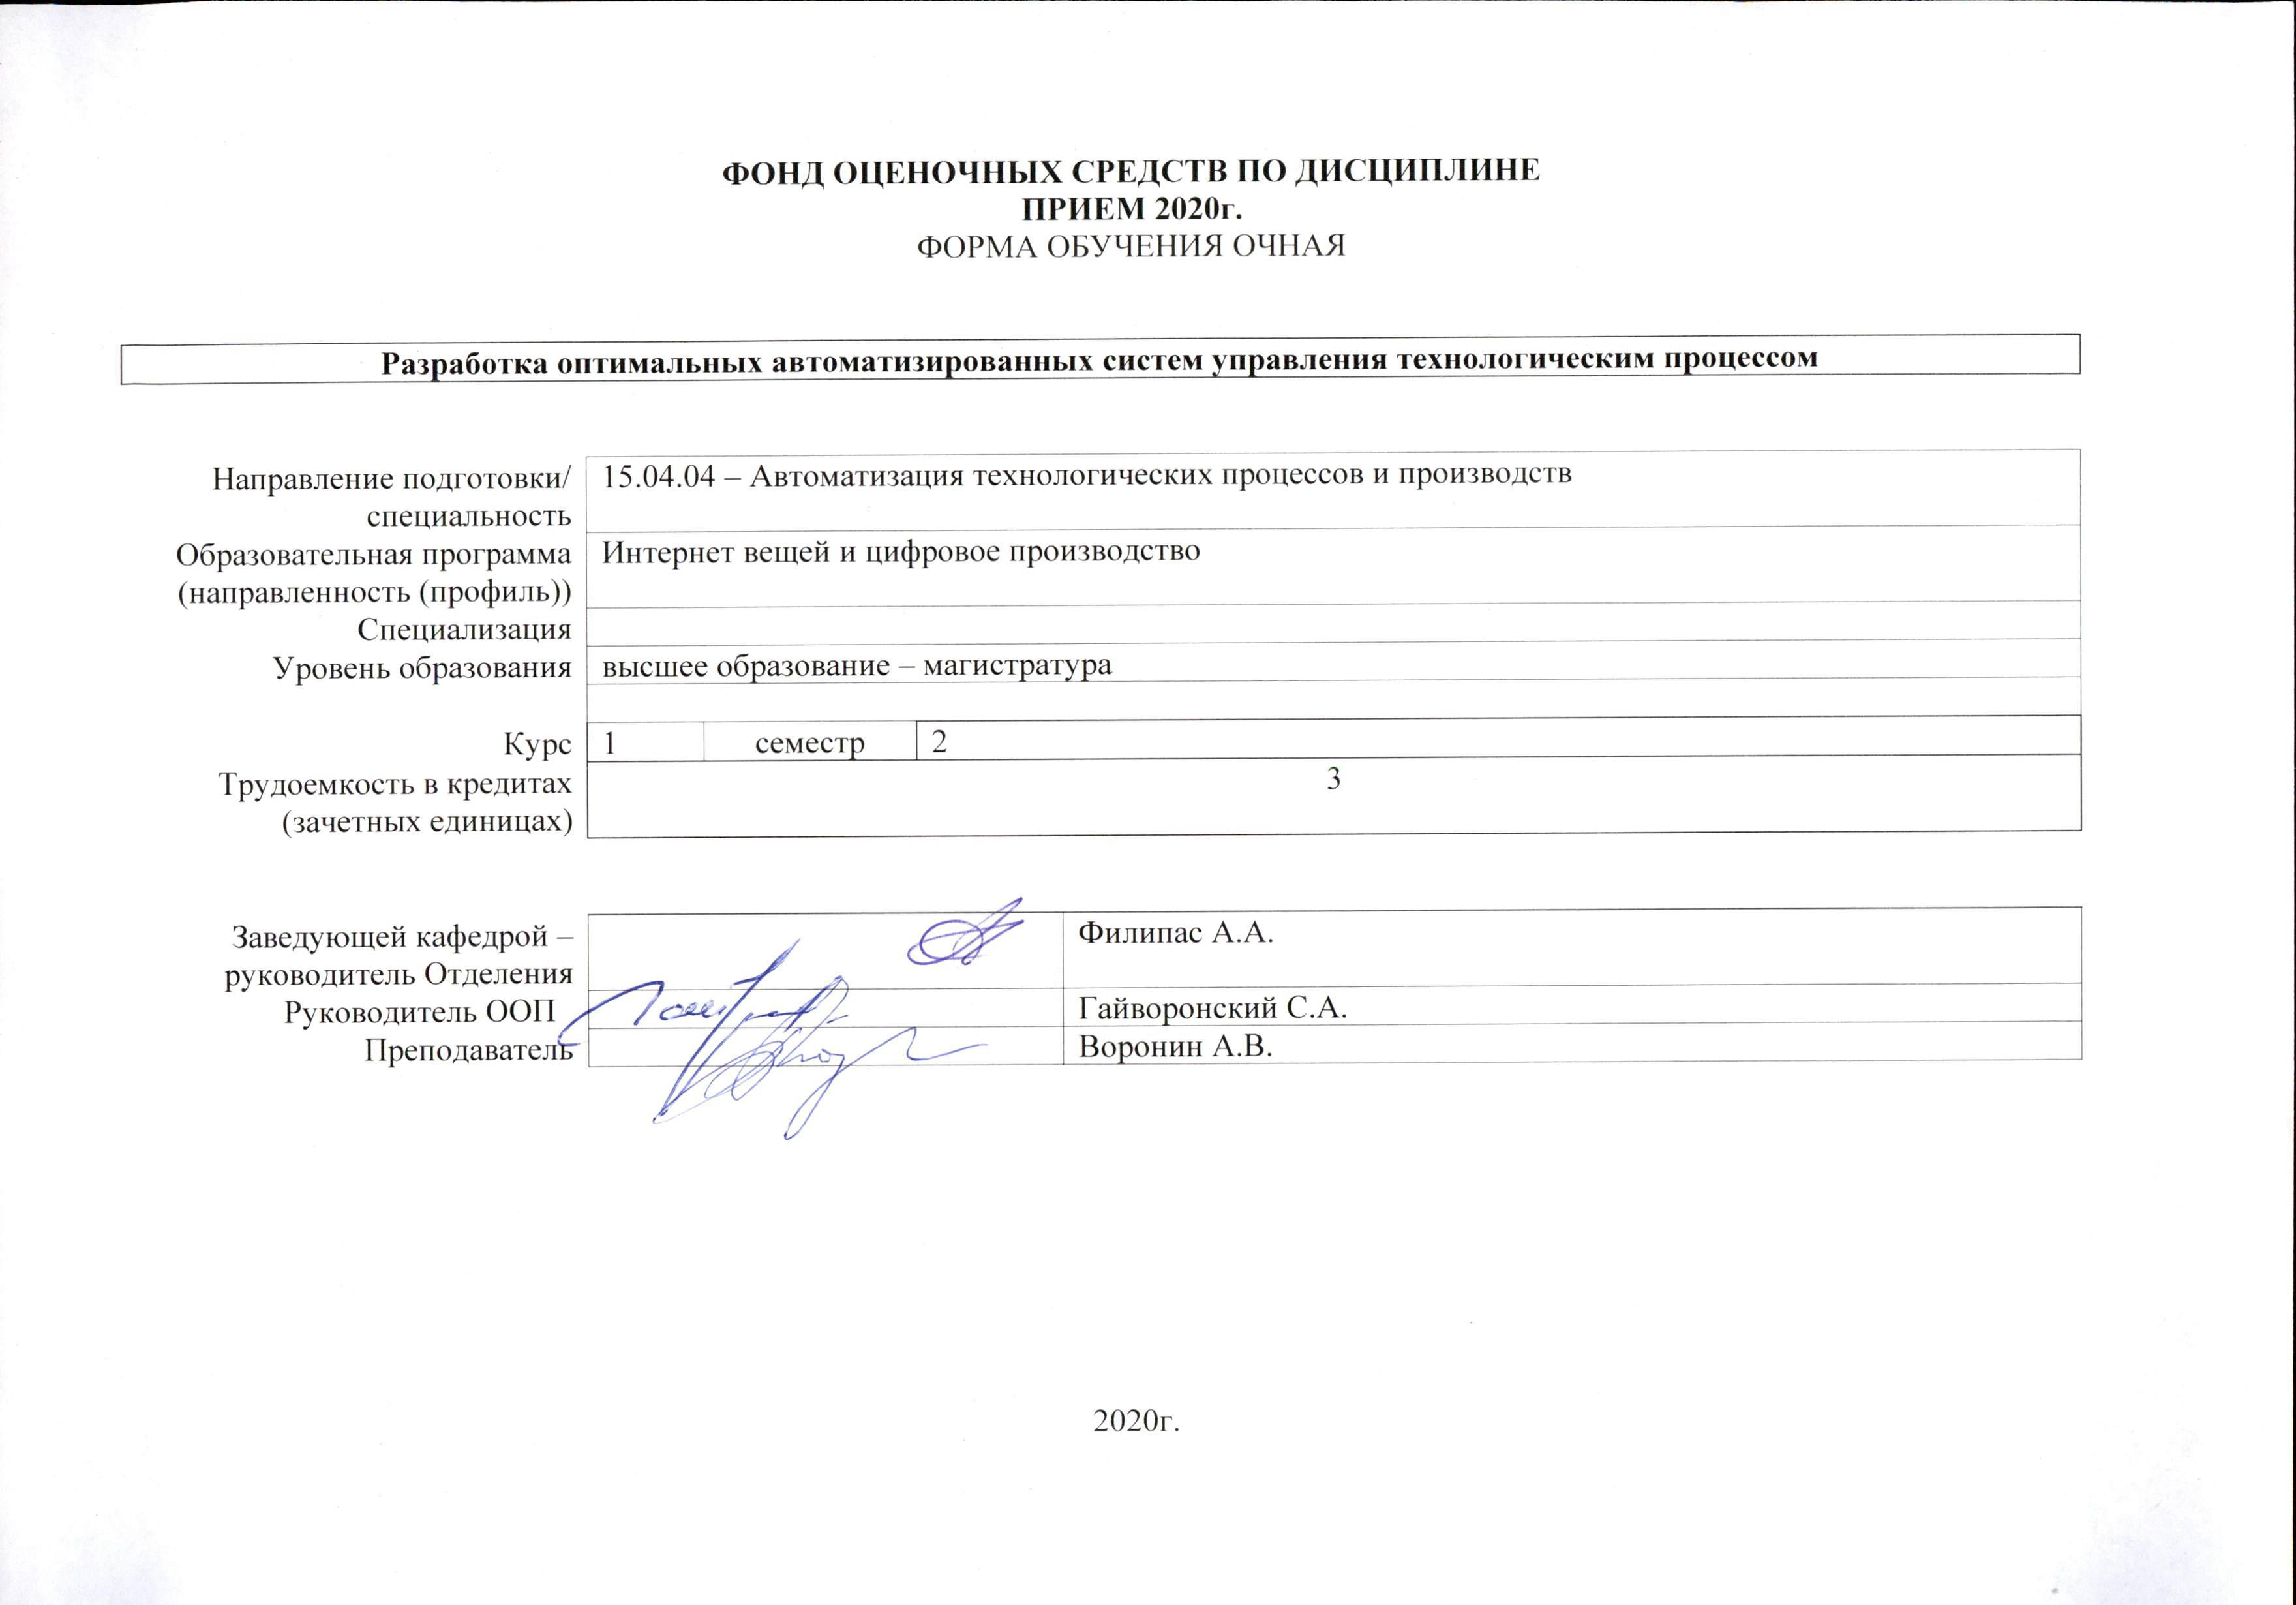 ФОНД ОЦЕНОЧНЫХ СРЕДСТВ ПО ДИСЦИПЛИНЕ
ПРИЕМ 2020г.
ФОРМА ОБУЧЕНИЯ ОЧНАЯ
Разработка оптимальных автоматизированных систем управления технологическим процессом
Направление подготовки/ 15.04.04 – Автоматизация технологических процессов и производств
специальность
Образовательная программа Интернет вещей и цифровое производство
(направленность (профиль))
Специализация
Уровень образования высшее образование – магистратура
Курс 1 семестр 2
Трудоемкость в кредитах 3
(зачетных единицах)
Заведующей кафедрой – Филипас А.А.
руководитель Отделения
Руководитель ООП Гайворонский С.А.
Преподаватель Воронин А.В.
2020г.